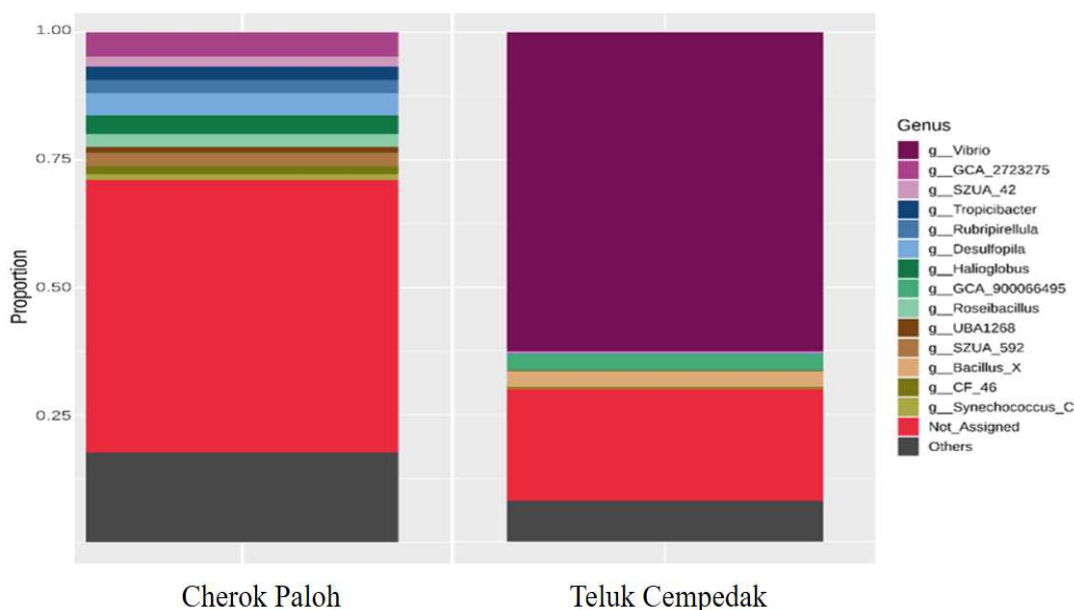 1.00
0.75
0.50
0.25
Proportion
Cherok Paloh
Teluk Cempedak
Genus
g__Vibrio
g__GCA_2723275
g__SZUA_42
g__Tropicibacter
g__Rubripirellula
g__Desulfopila
g__Halioglobus
g__GCA_900066495
g__Roseibacillus
g__UBA1268
g__SZUA_592
g__Bacillus_X
g__CF_46
g__Synechococcus_C
Not_Assigned
Others